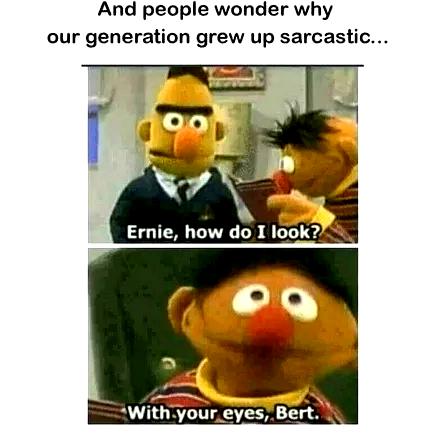 And people wonder why
our generation grew up sarcastic...
Ernie, how do I look?
With your eyes, Bert.